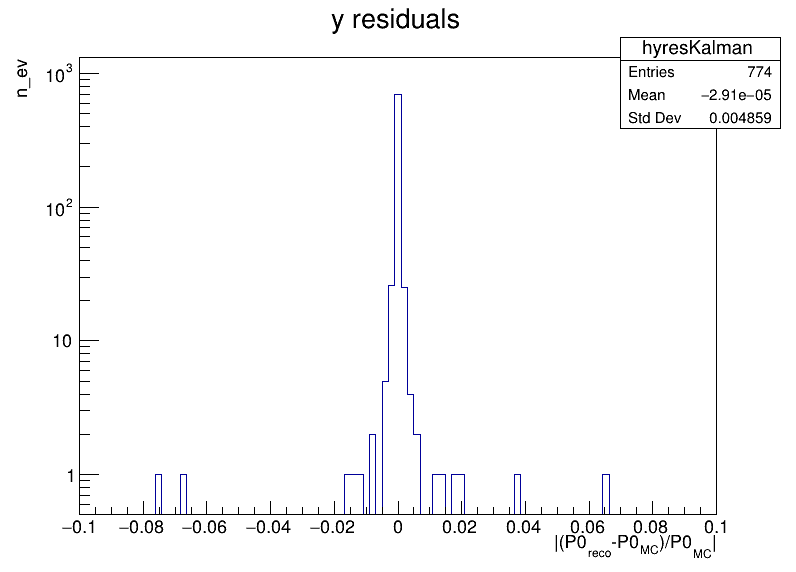 y residuals
hyresKalman
Entries 774
Mean −2.91e−05
Std Dev 0.004859
n_ev
10³
10²
10
1
−0.1 −0.08 −0.06 −0.04 −0.02 0 0.02 0.04 0.06 0.08 0.1
|(P0reco-P0MC)/P0MC|